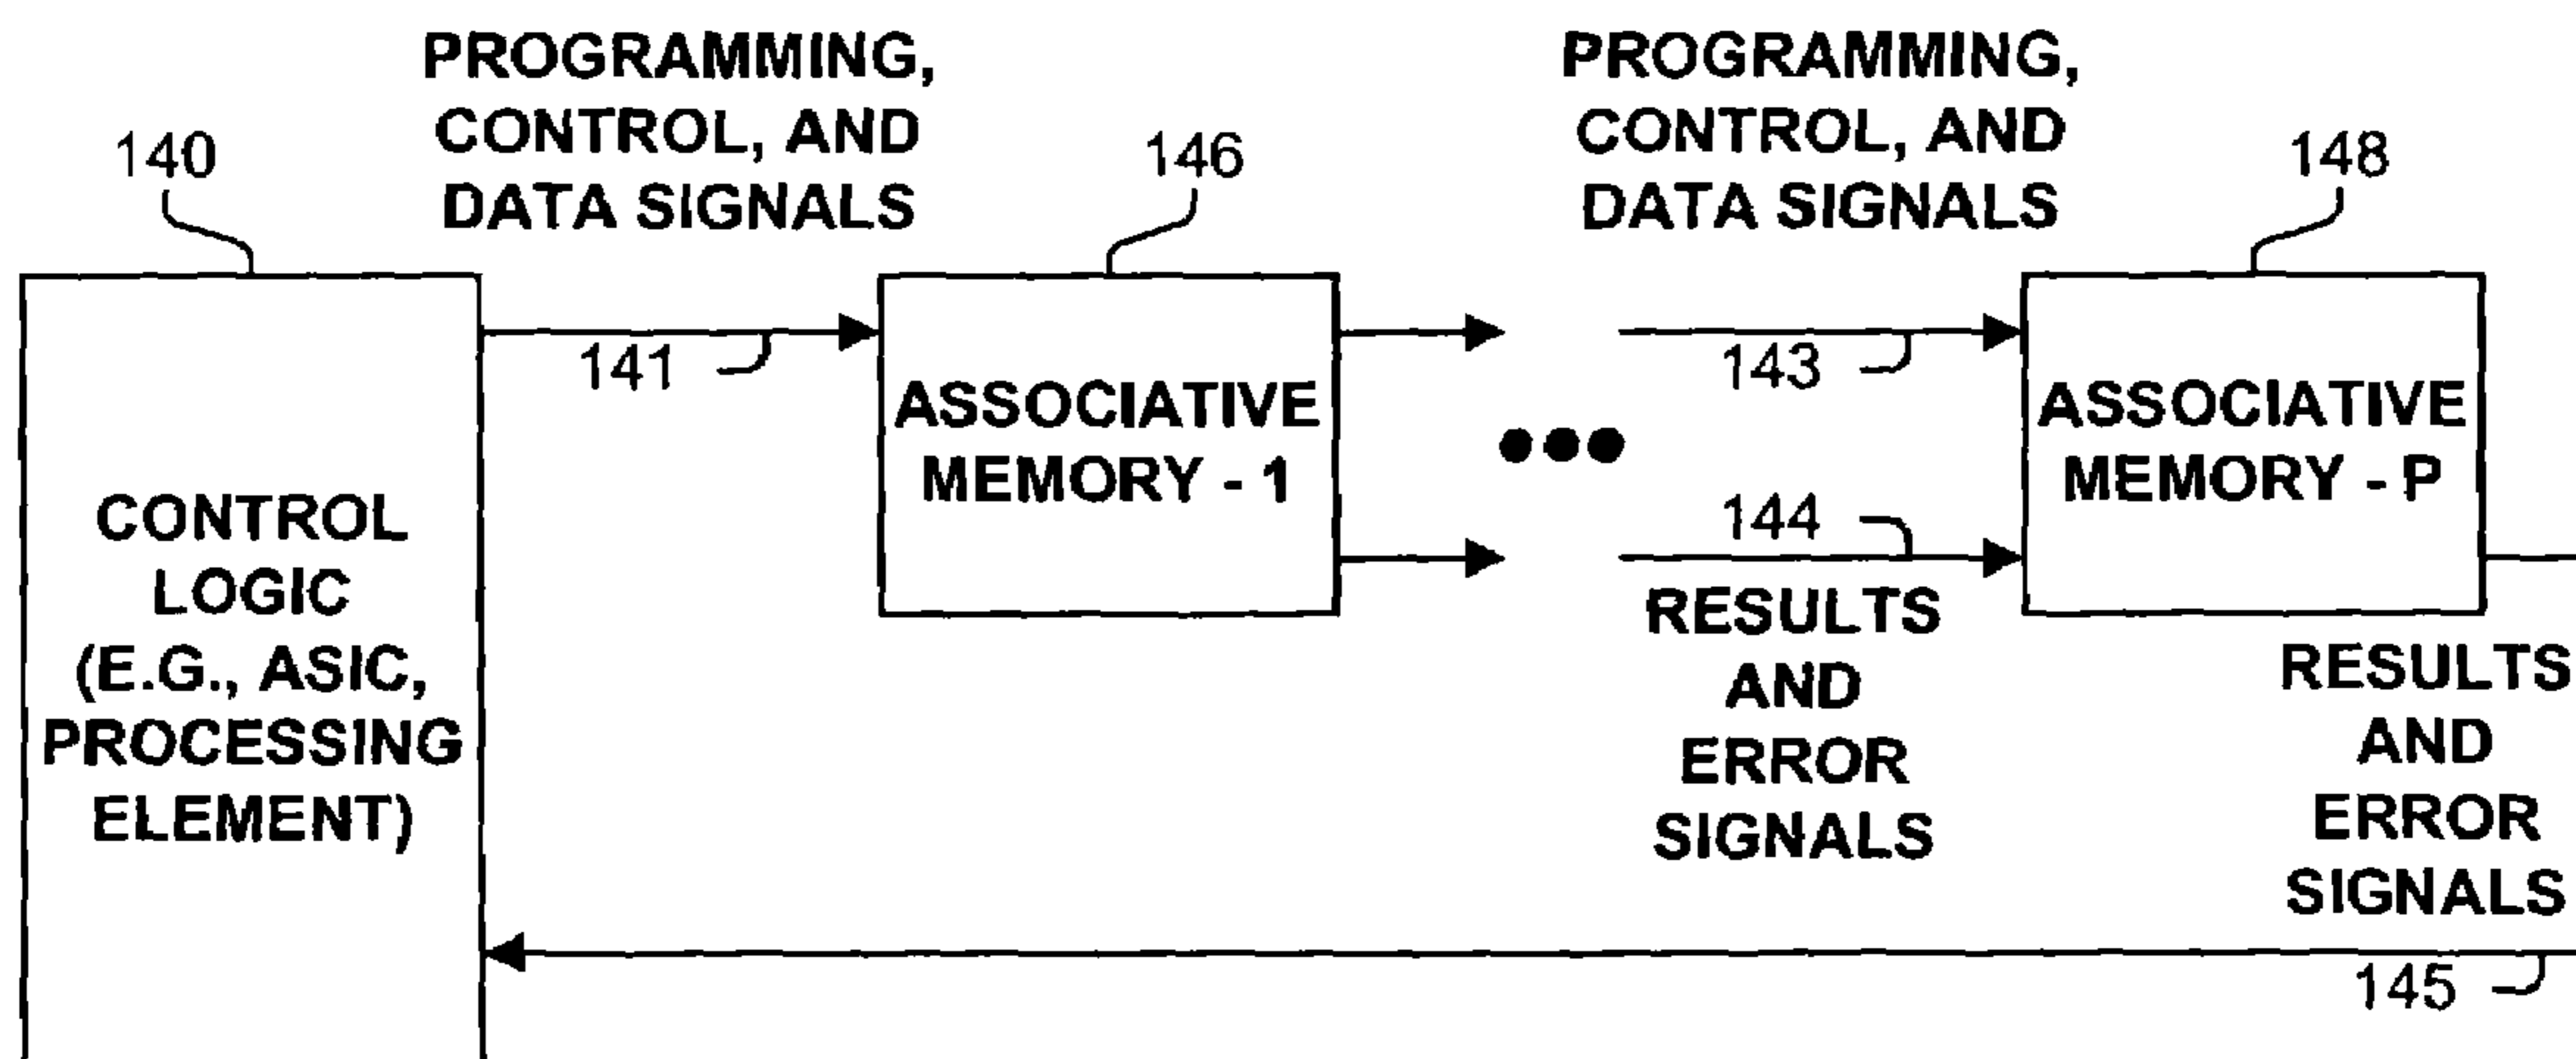 PROGRAMMING,
CONTROL, AND
DATA SIGNALS
PROGRAMMING,
CONTROL, AND
DATA SIGNALS
140
146
148
141
143
ASSOCIATIVE
MEMORY - 1
ASSOCIATIVE
MEMORY - P
144
CONTROL
LOGIC
(E.G., ASIC,
PROCESSING
ELEMENT)
RESULTS
AND
ERROR
SIGNALS
RESULTS
AND
ERROR
SIGNALS
145